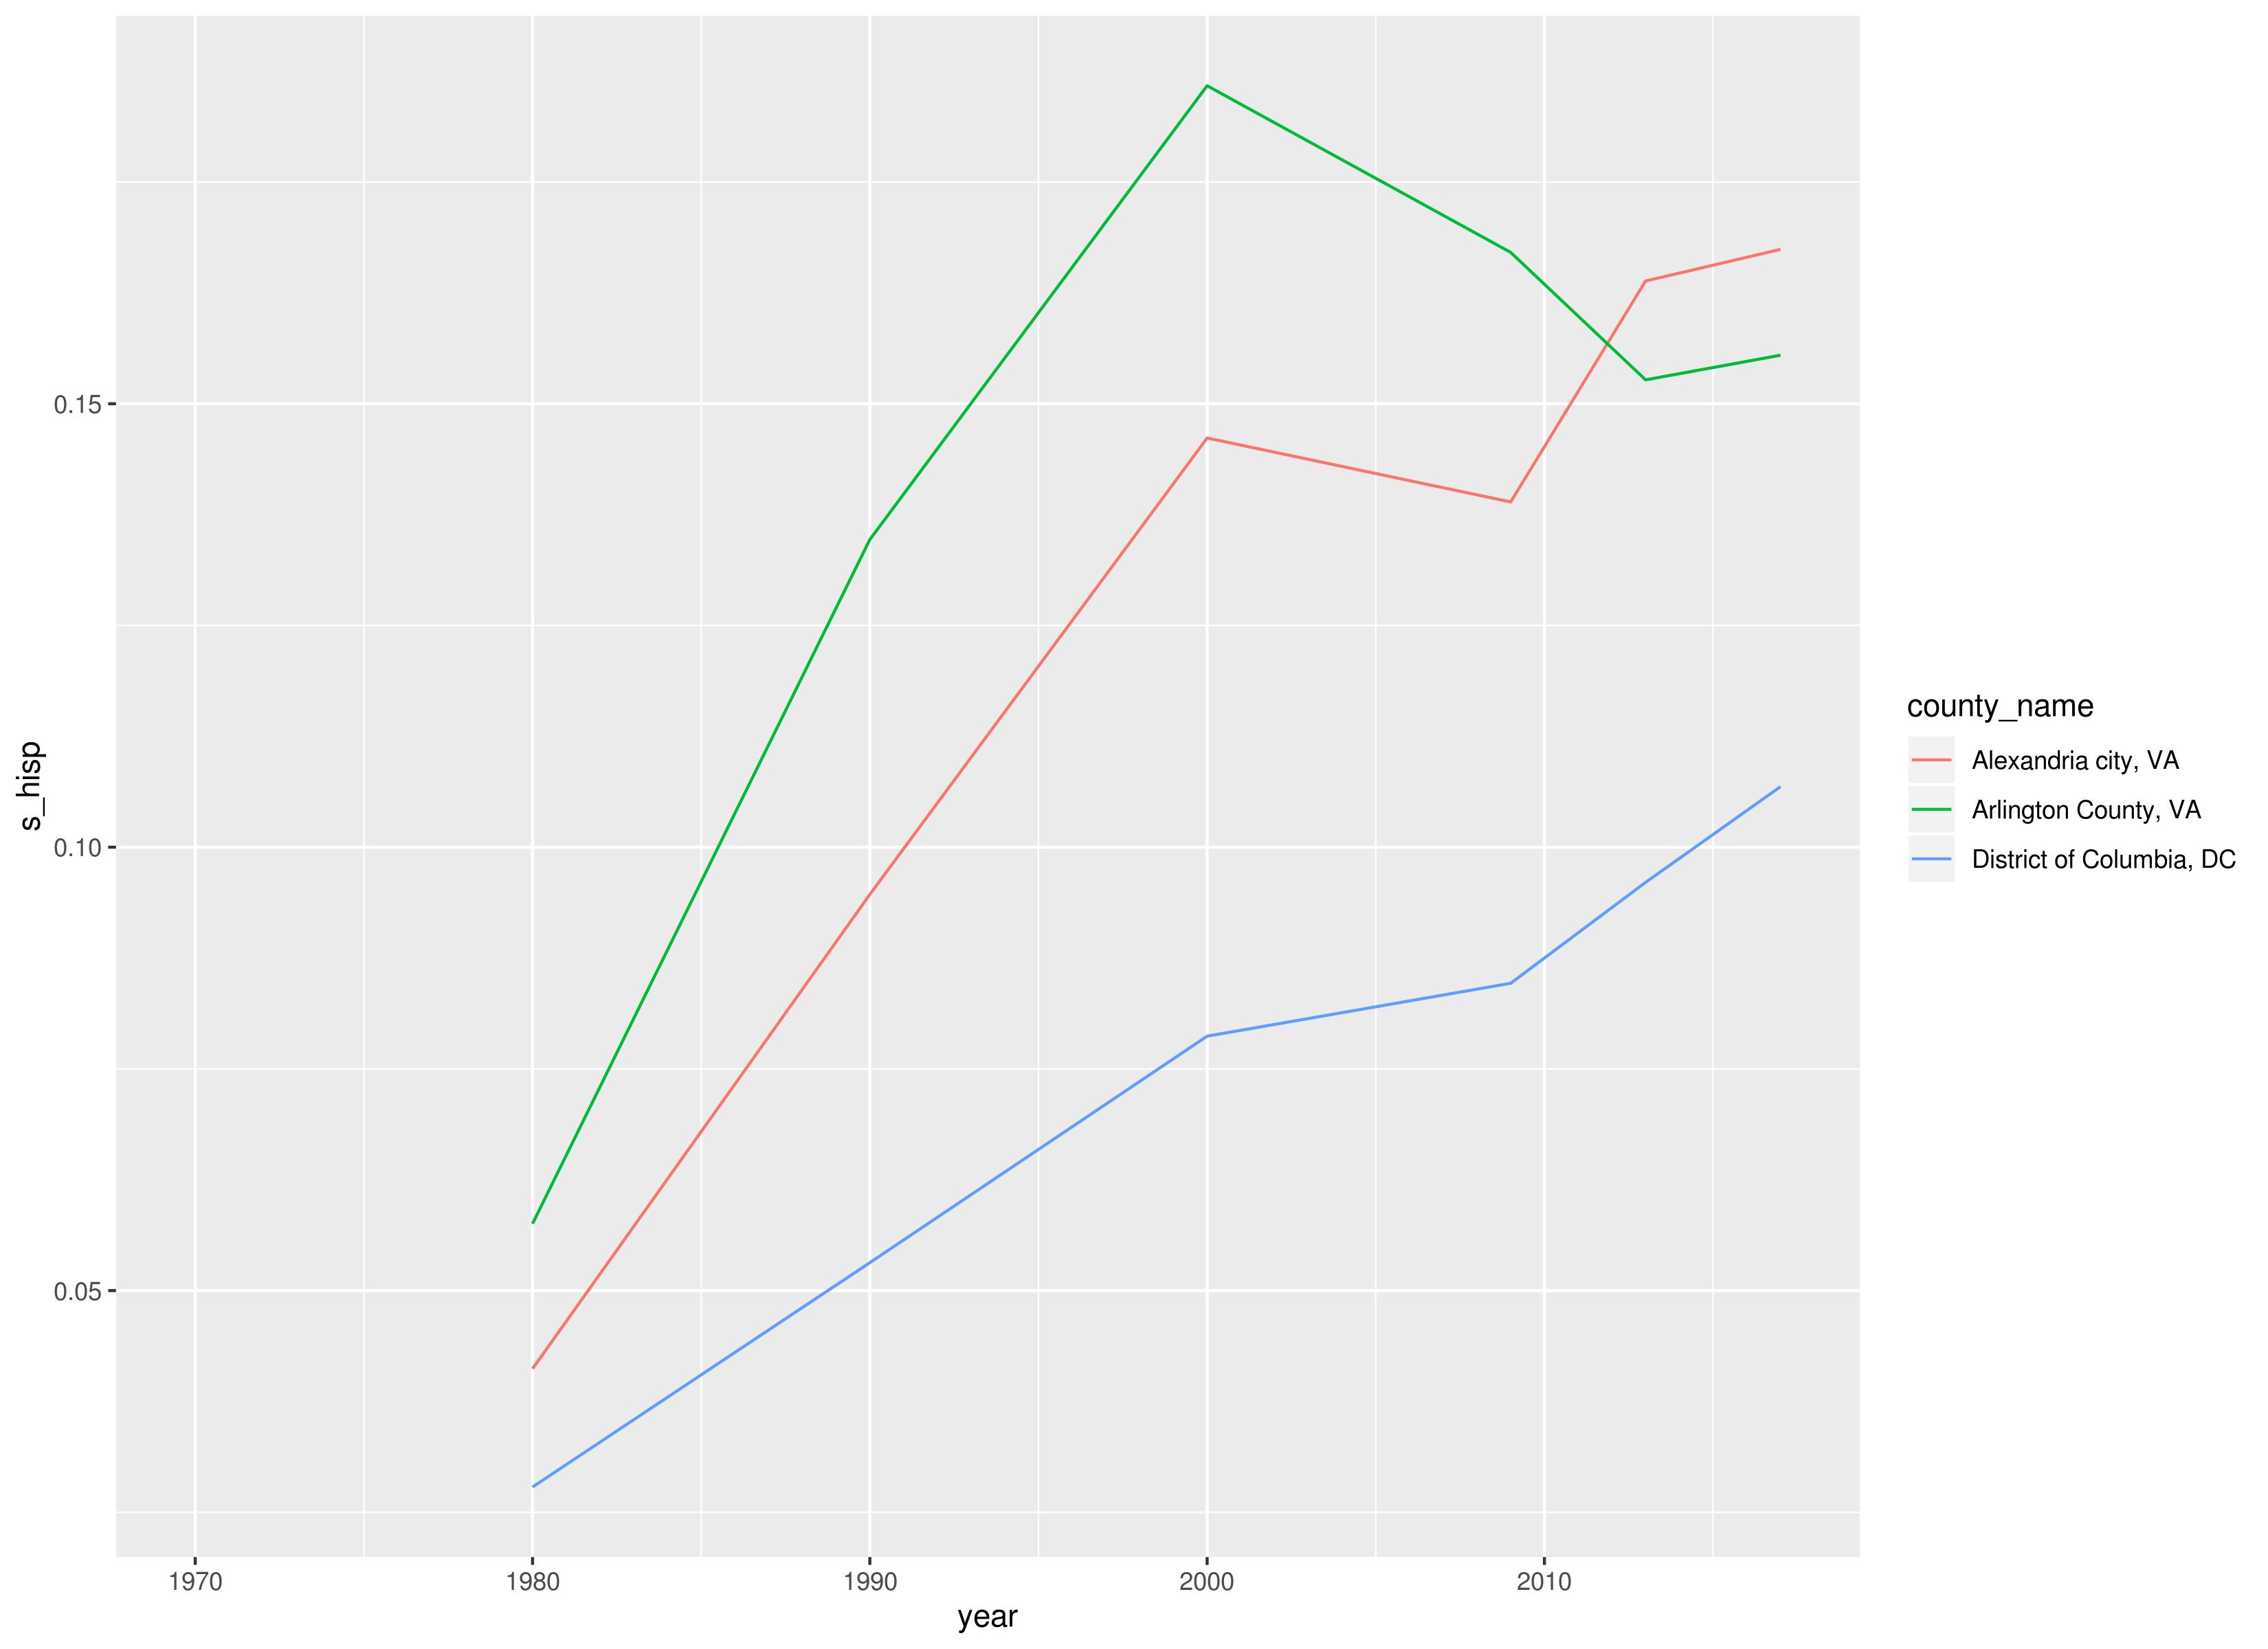 s_hisp
0.15
0.10
0.05
1970 1980 1990 2000 2010
year
county_name
Alexandria city, VA
Arlington County, VA
District of Columbia, DC